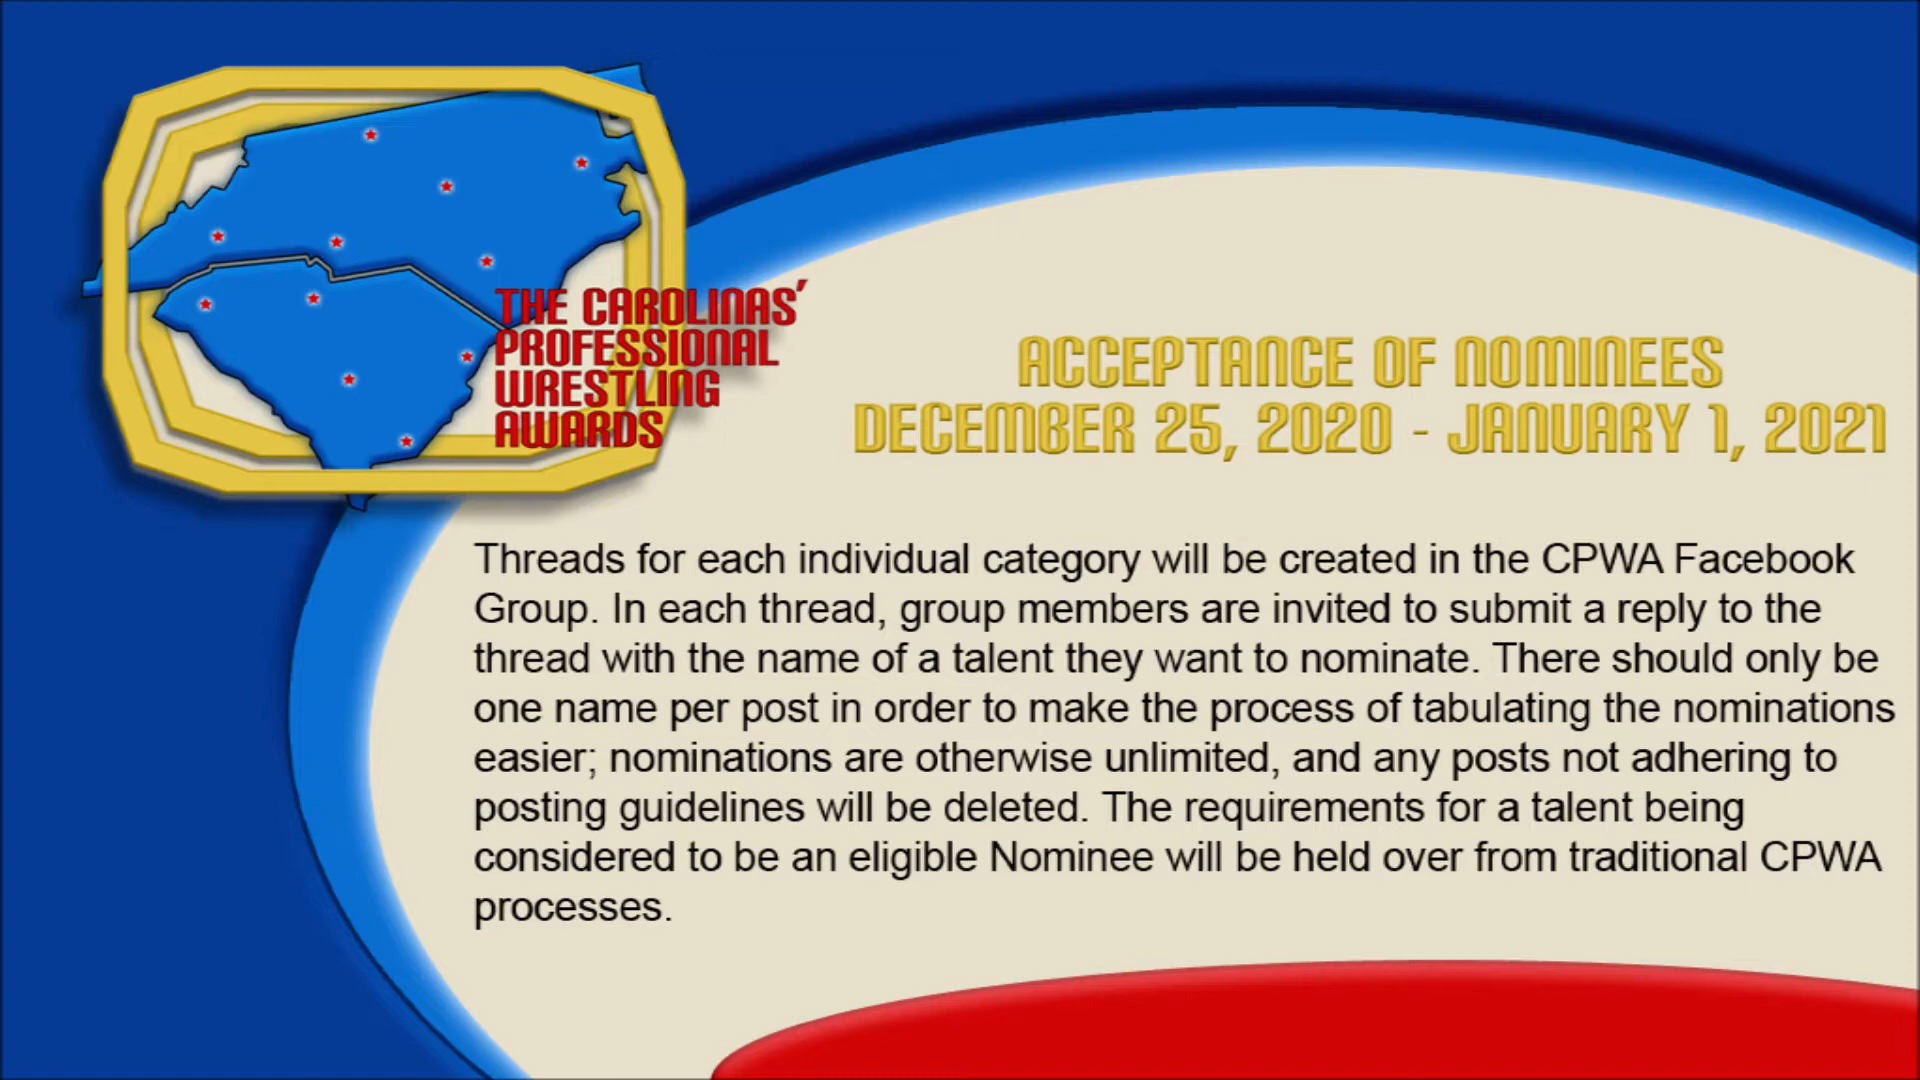 THE CAROLINAS'
PROFESSIONAL
WRESTLING
AWARDS
ACCEPTANCE OF NOMINEES
DECEMBER 25, 2020 - JANUARY 1, 2021
Threads for each individual category will be created in the CPWA Facebook
Group. In each thread, group members are invited to submit a reply to the
thread with the name of a talent they want to nominate. There should only be
one name per post in order to make the process of tabulating the nominations
easier; nominations are otherwise unlimited, and any posts not adhering to
posting guidelines will be deleted. The requirements for a talent being
considered to be an eligible Nominee will be held over from traditional CPWA
processes.